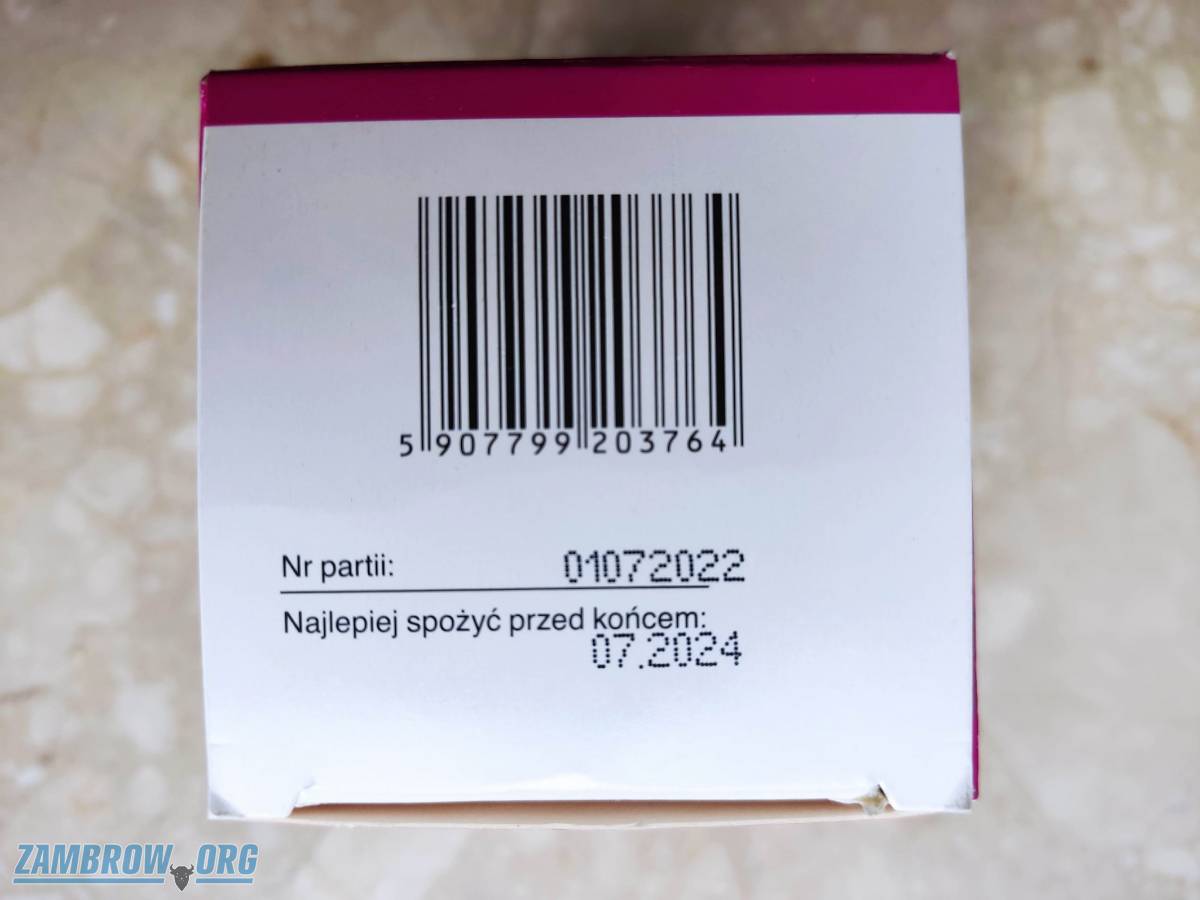 5 907799 203764
Nr partii: 01072022
Najlepiej spożyć przed końcem:
07.2024
ZAMBROW.ORG